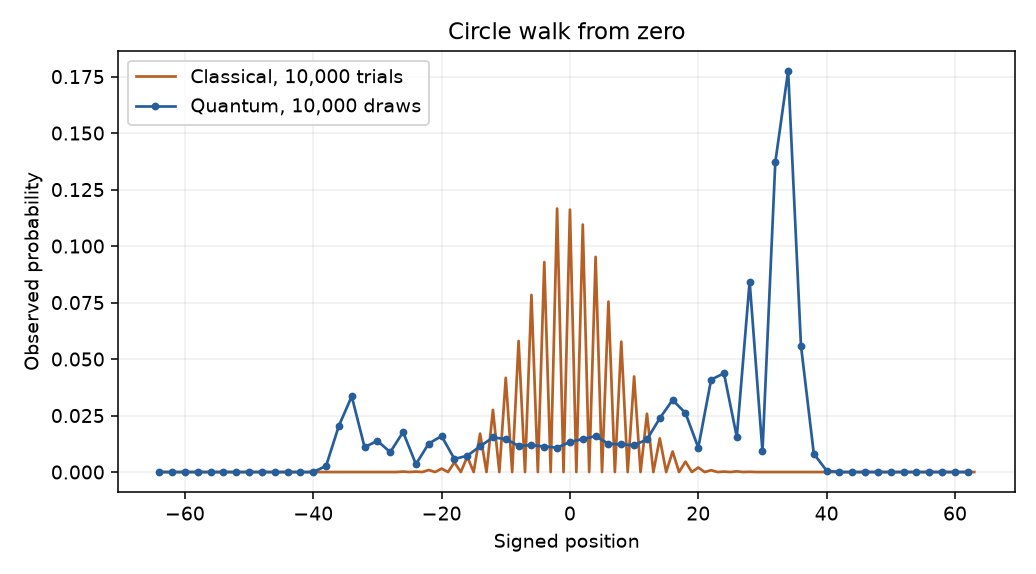 Circle walk from zero
Classical, 10,000 trials
Quantum, 10,000 draws
Observed probability
0.175
0.150
0.125
0.100
0.075
0.050
0.025
0.000
−60 −40 −20 0 20 40 60
Signed position